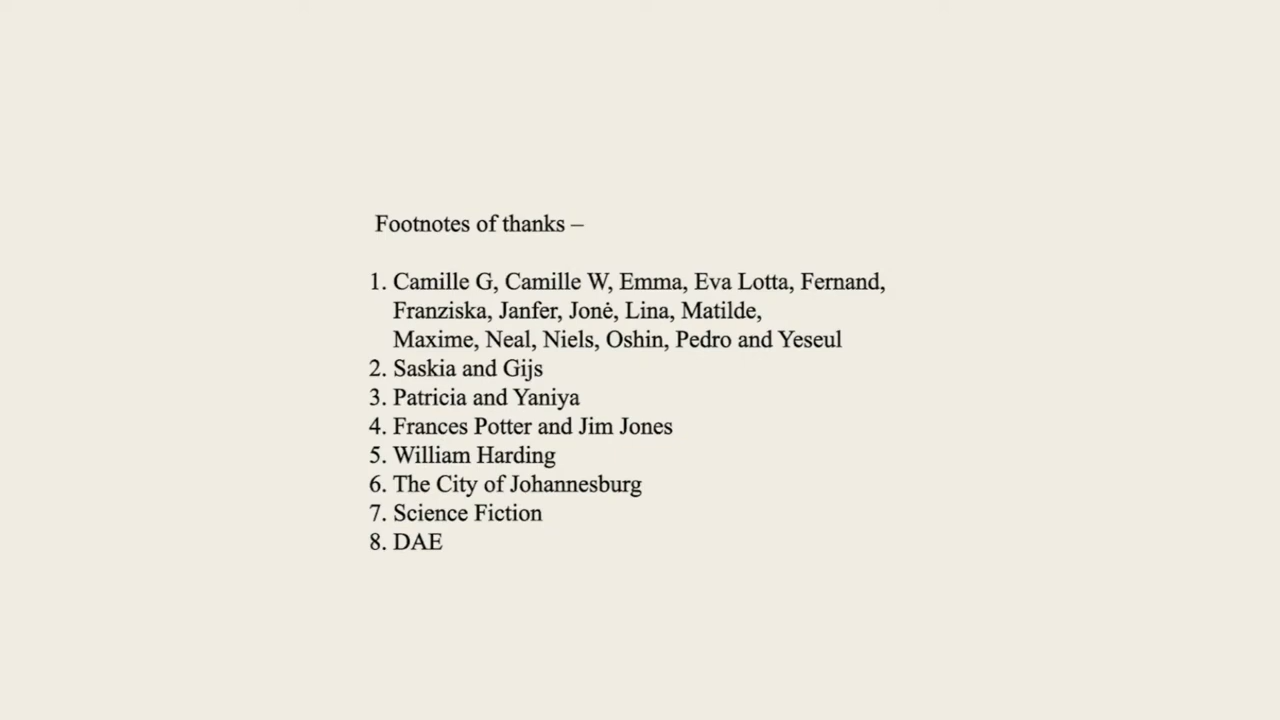 Footnotes of thanks –
1. Camille G, Camille W, Emma, Eva Lotta, Fernand,
Franziska, Janfer, Jonė, Lina, Matilde,
Maxime, Neal, Niels, Oshin, Pedro and Yeseul
2. Saskia and Gijs
3. Patricia and Yaniya
4. Frances Potter and Jim Jones
5. William Harding
6. The City of Johannesburg
7. Science Fiction
8. DAE